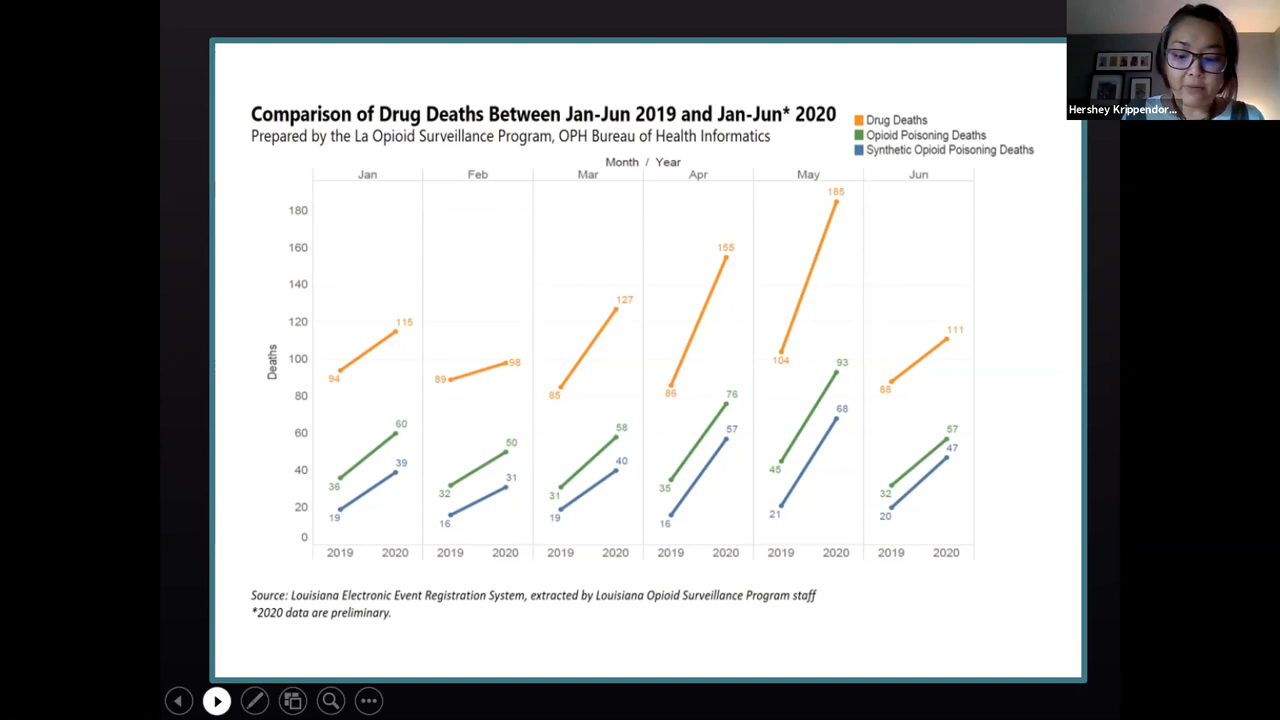 Hershey Krippendor...
Comparison of Drug Deaths Between Jan-Jun 2019 and Jan-Jun* 2020
Prepared by the La Opioid Surveillance Program, OPH Bureau of Health Informatics
Drug Deaths
Opioid Poisoning Deaths
Synthetic Opioid Poisoning Deaths
Month / Year
Jan Feb Mar Apr May Jun
Deaths
180
160
140
120
100
80
60
40
20
0
94 115
36 60
19 39
89 98
32 50
16 31
85 127
31 58
19 40
86 155
35 76
16 57
104 185
45 93
21 68
88 111
32 57
20 47
2019 2020 2019 2020 2019 2020 2019 2020 2019 2020 2019 2020
Source: Louisiana Electronic Event Registration System, extracted by Louisiana Opioid Surveillance Program staff
*2020 data are preliminary.